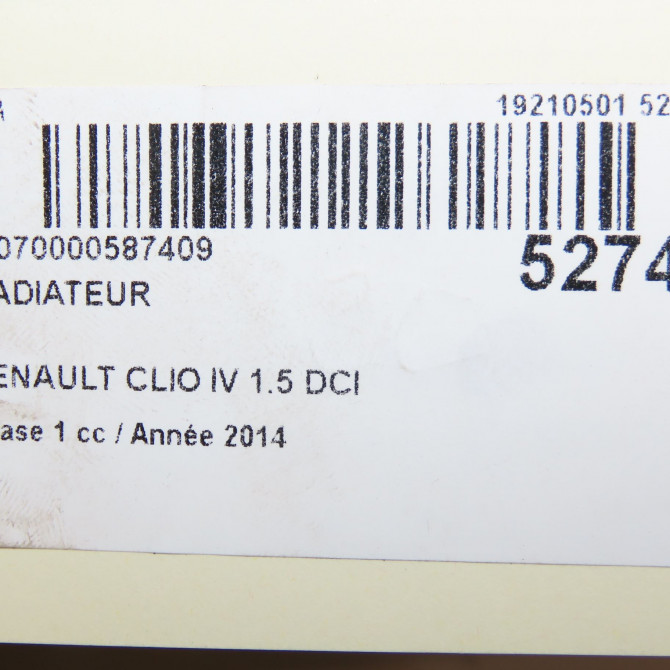 19210501 52
070000587409
5274
ADIATEUR
ENAULT CLIO IV 1.5 DCI
ase 1 cc / Année 2014